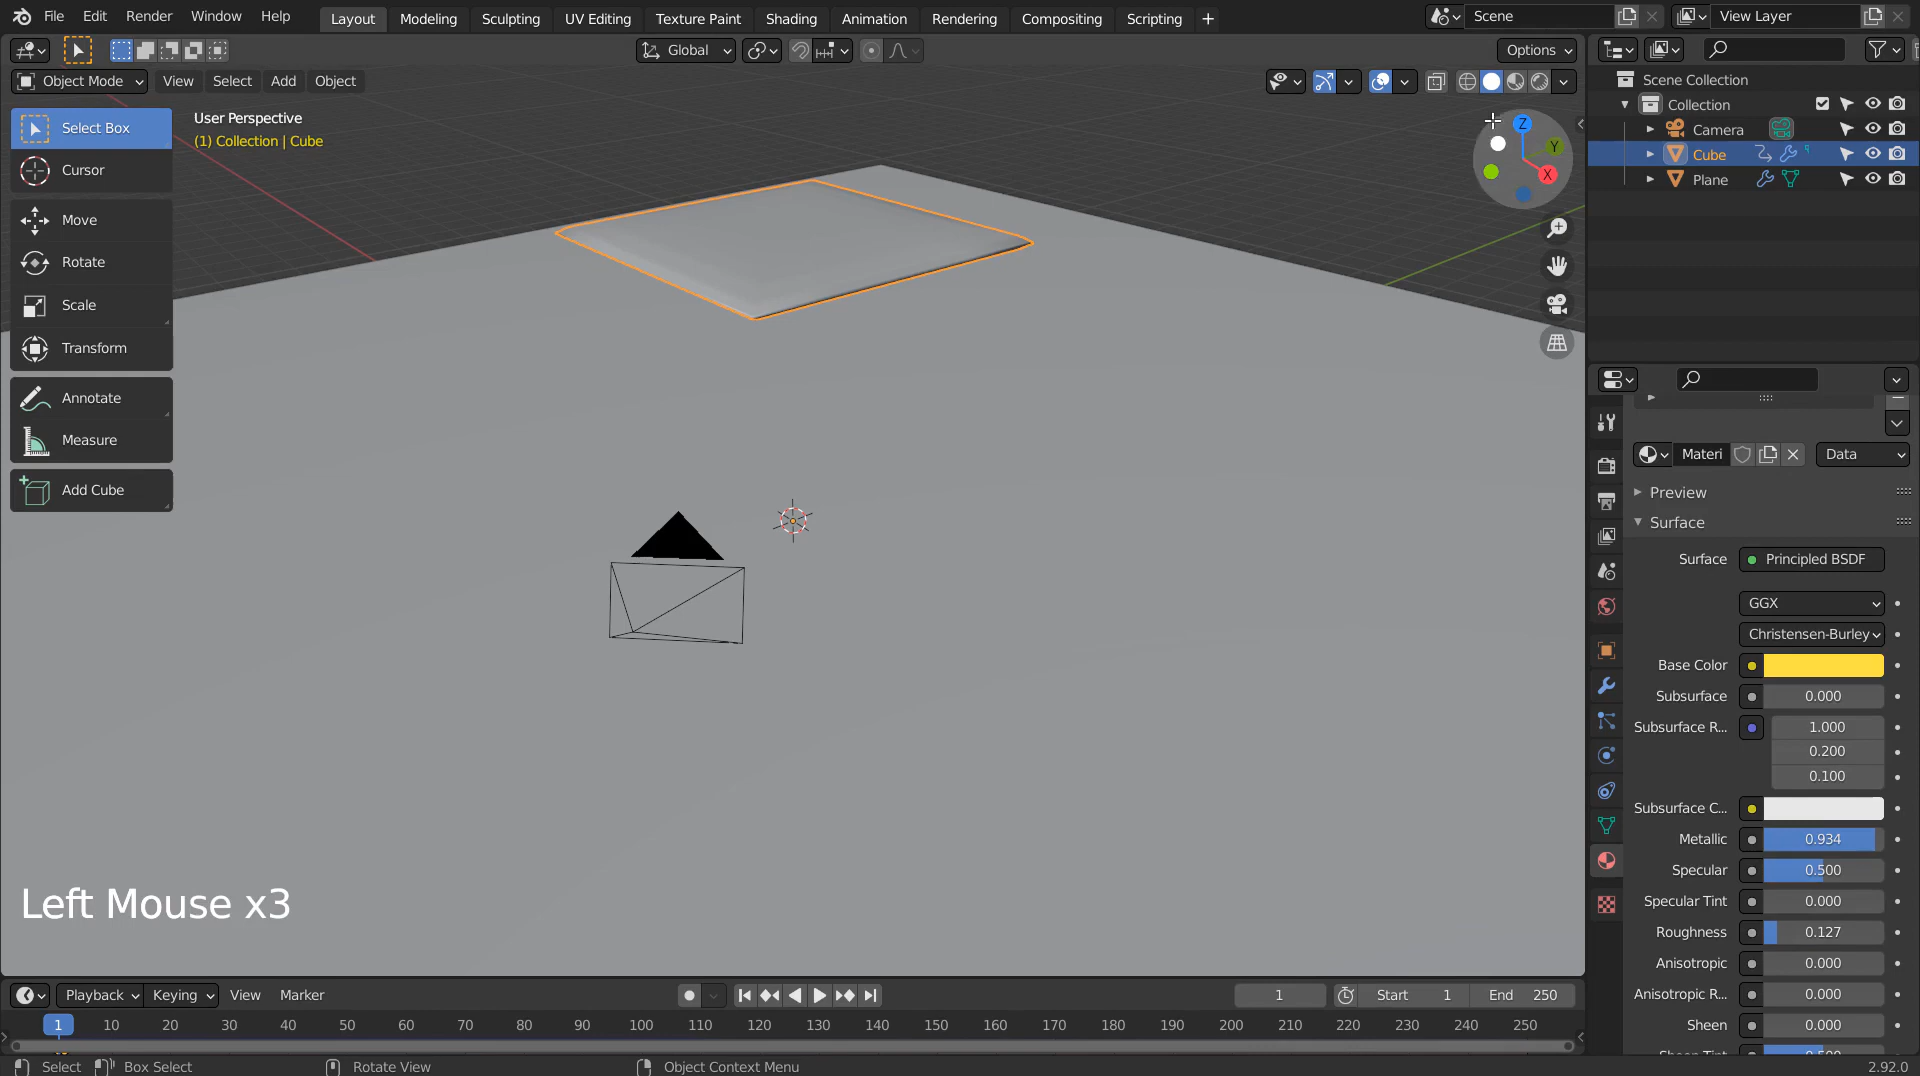 File Edit Render Window Help Layout Modeling Sculpting UV Editing Texture Paint Shading Animation Rendering Compositing Scripting + Scene View Layer
Global Options
Object Mode View Select Add Object
Scene Collection
Collection
Camera
Cube
Plane
Select Box
Cursor
Move
Rotate
Scale
Transform
Annotate
Measure
Add Cube
User Perspective
(1) Collection | Cube
Z
Y
X
Left Mouse x3
Materi Data
Preview
Surface
Surface Principled BSDF
GGX
Christensen-Burley
Base Color
Subsurface 0.000
Subsurface R... 1.000
0.200
0.100
Subsurface C...
Metallic 0.934
Specular 0.500
Specular Tint 0.000
Roughness 0.127
Anisotropic 0.000
Anisotropic R... 0.000
Sheen 0.000
Playback Keying View Marker 1 Start 1 End 250
1 10 20 30 40 50 60 70 80 90 100 110 120 130 140 150 160 170 180 190 200 210 220 230 240 250
Select Box Select Rotate View Object Context Menu 2.92.0